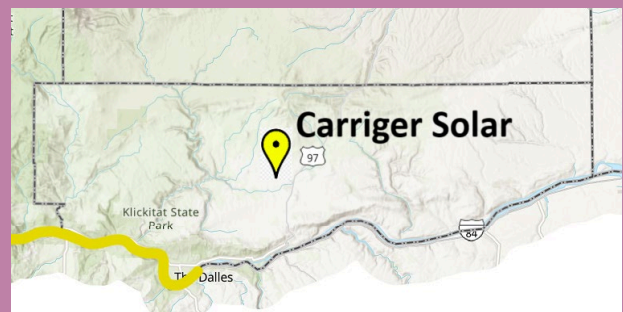 Carriger Solar
97
Klickitat State
Park
84
The Dalles